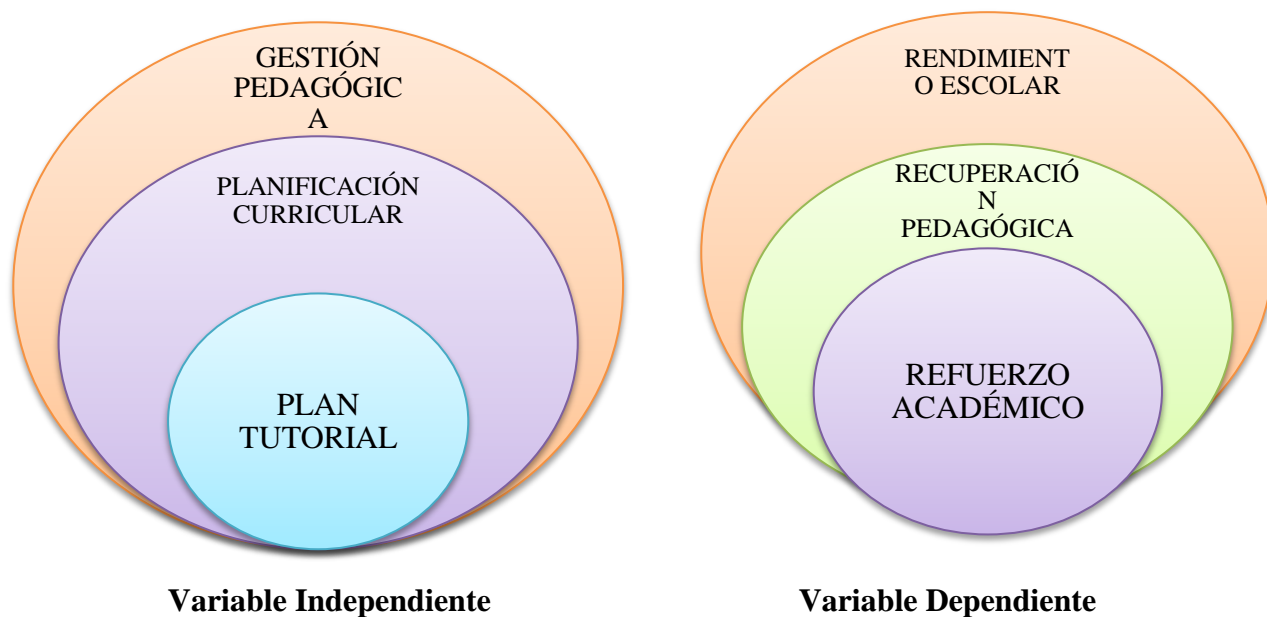 GESTIÓN
PEDAGÓGIC
A
PLANIFICACIÓN
CURRICULAR
PLAN
TUTORIAL
Variable Independiente
RENDIMIENT
O ESCOLAR
RECUPERACIÓ
N
PEDAGÓGICA
REFUERZO
ACADÉMICO
Variable Dependiente